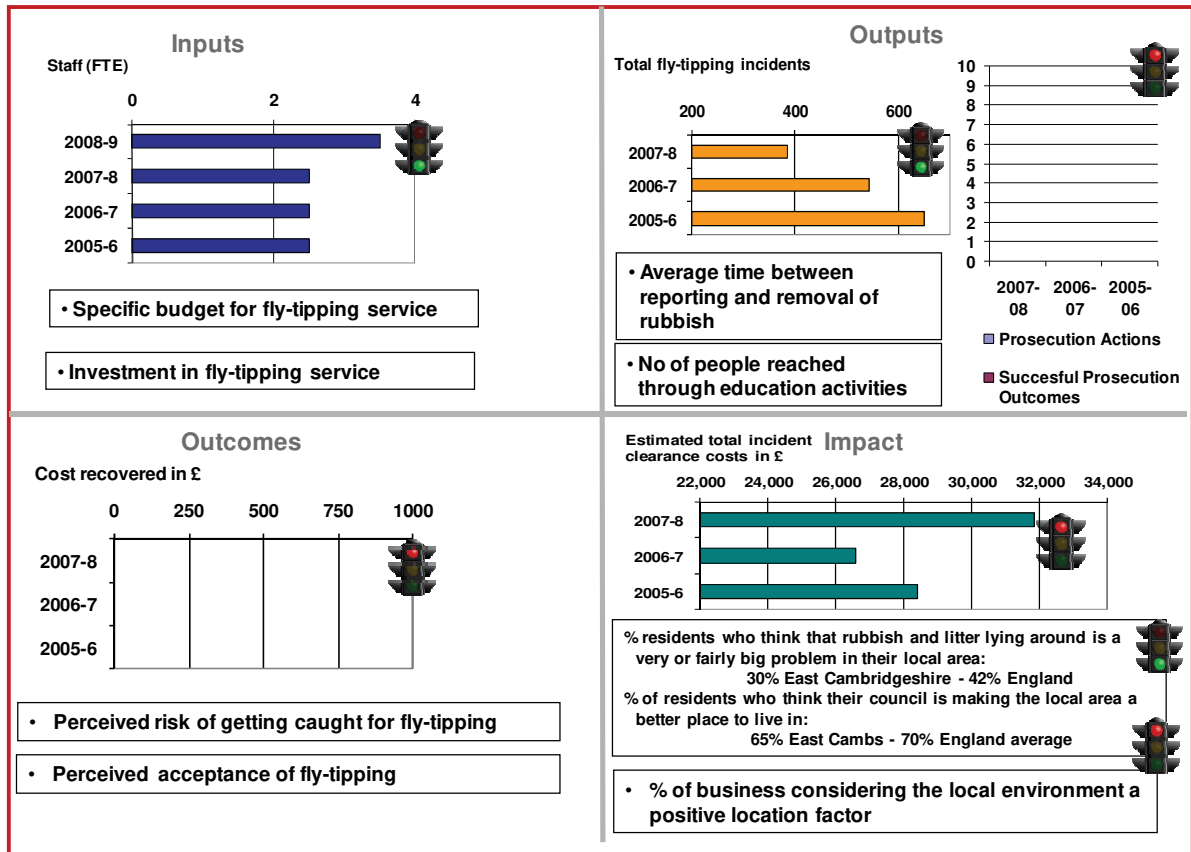 Inputs
Staff (FTE)
0 2 4
2008-9
2007-8
2006-7
2005-6
• Specific budget for fly-tipping service
• Investment in fly-tipping service
Outputs
Total fly-tipping incidents
200 400 600
2007-8
2006-7
2005-6
• Average time between
reporting and removal of
rubbish
• No of people reached
through education activities
10
9
8
7
6
5
4
3
2
1
0
2007- 2006- 2005-
08 07 06
Prosecution Actions
Succesful Prosecution
Outcomes
Outcomes
Cost recovered in £
0 250 500 750 1000
2007-8
2006-7
2005-6
• Perceived risk of getting caught for fly-tipping
• Perceived acceptance of fly-tipping
Impact
Estimated total incident
clearance costs in £
22,000 24,000 26,000 28,000 30,000 32,000 34,000
2007-8
2006-7
2005-6
% residents who think that rubbish and litter lying around is a
very or fairly big problem in their local area:
30% East Cambridgeshire - 42% England
% of residents who think their council is making the local area a
better place to live in:
65% East Cambs - 70% England average
• % of business considering the local environment a
positive location factor